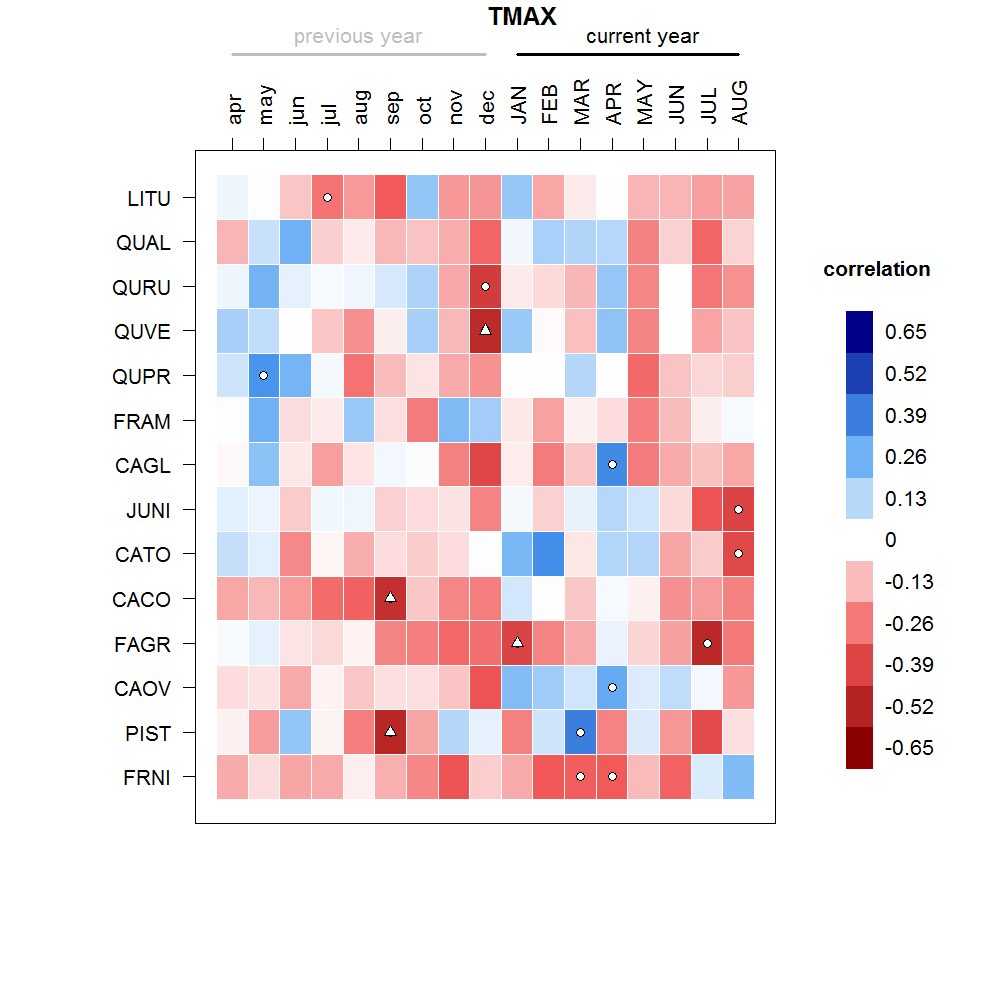 TMAX
previous year
current year
apr
may
jun
jul
aug
sep
oct
nov
dec
JAN
FEB
MAR
APR
MAY
JUN
JUL
AUG
LITU
QUAL
QURU
QUVE
QUPR
FRAM
CAGL
JUNI
CATO
CACO
FAGR
CAOV
PIST
FRNI
correlation
0.65
0.52
0.39
0.26
0.13
0
-0.13
-0.26
-0.39
-0.52
-0.65